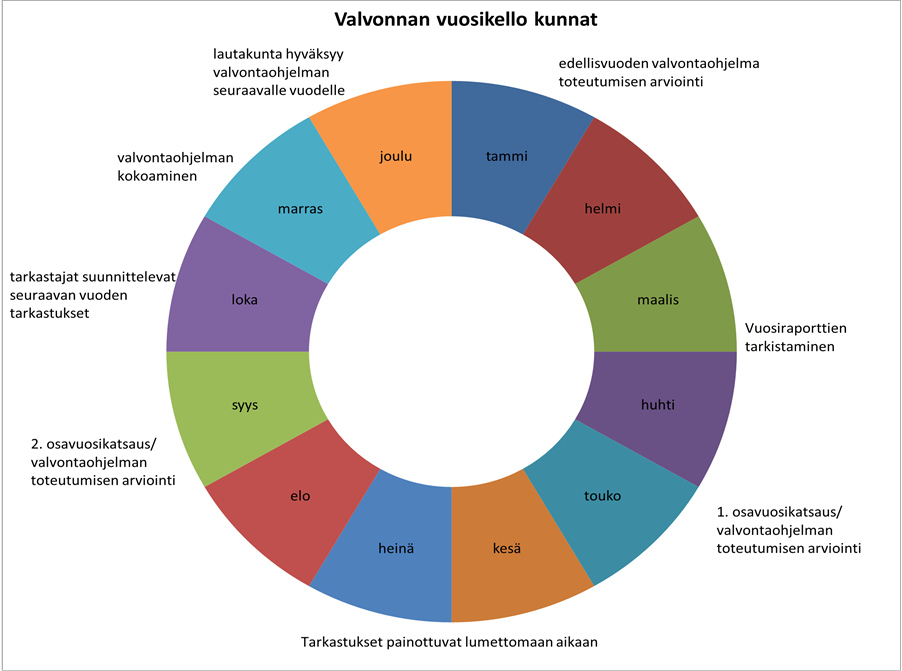 Valvonnan vuosikello kunnat
lautakunta hyväksyy
valvontaohjelman
seuraavalle vuodelle
edellisvuoden valvontaohjelma
toteutumisen arviointi
joulu
tammi
valvontaohjelman
kokoaminen
marras
helmi
tarkastajat suunnittelevat
seuraavan vuoden
tarkastukset
loka
maalis
Vuosiraporttien
tarkistaminen
syys
huhti
2. osavuosikatsaus/
valvontaohjelman
toteutumisen arviointi
elo
touko
1. osavuosikatsaus/
valvontaohjelman
toteutumisen arviointi
heinä
kesä
Tarkastukset painottuvat lumettomaan aikaan